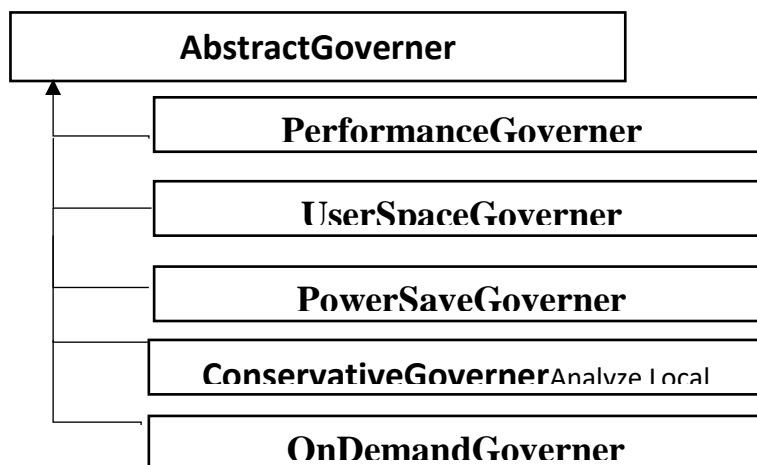 AbstractGoverner
PerformanceGoverner
UserSpaceGoverner
PowerSaveGoverner
ConservativeGovernerAnalyze Local
OnDemandGoverner